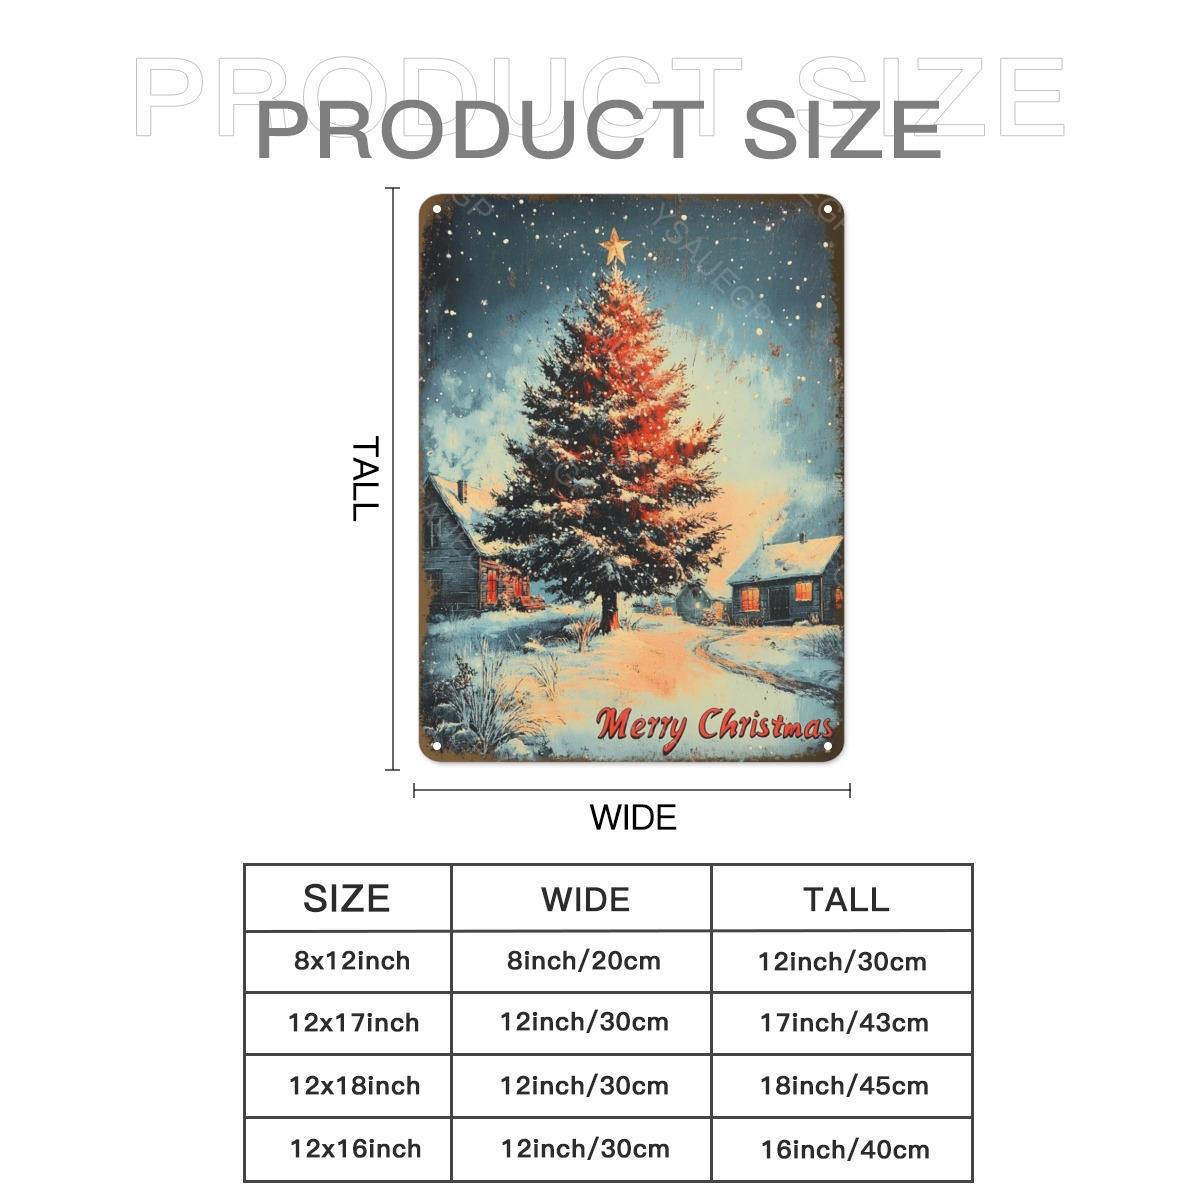 PRODUCT SIZE
PRODUCT SIZE
YSAUEGP
TALL
Merry Christmas
WIDE
SIZE WIDE TALL
8x12inch 8inch/20cm 12inch/30cm
12x17inch 12inch/30cm 17inch/43cm
12x18inch 12inch/30cm 18inch/45cm
12x16inch 12inch/30cm 16inch/40cm